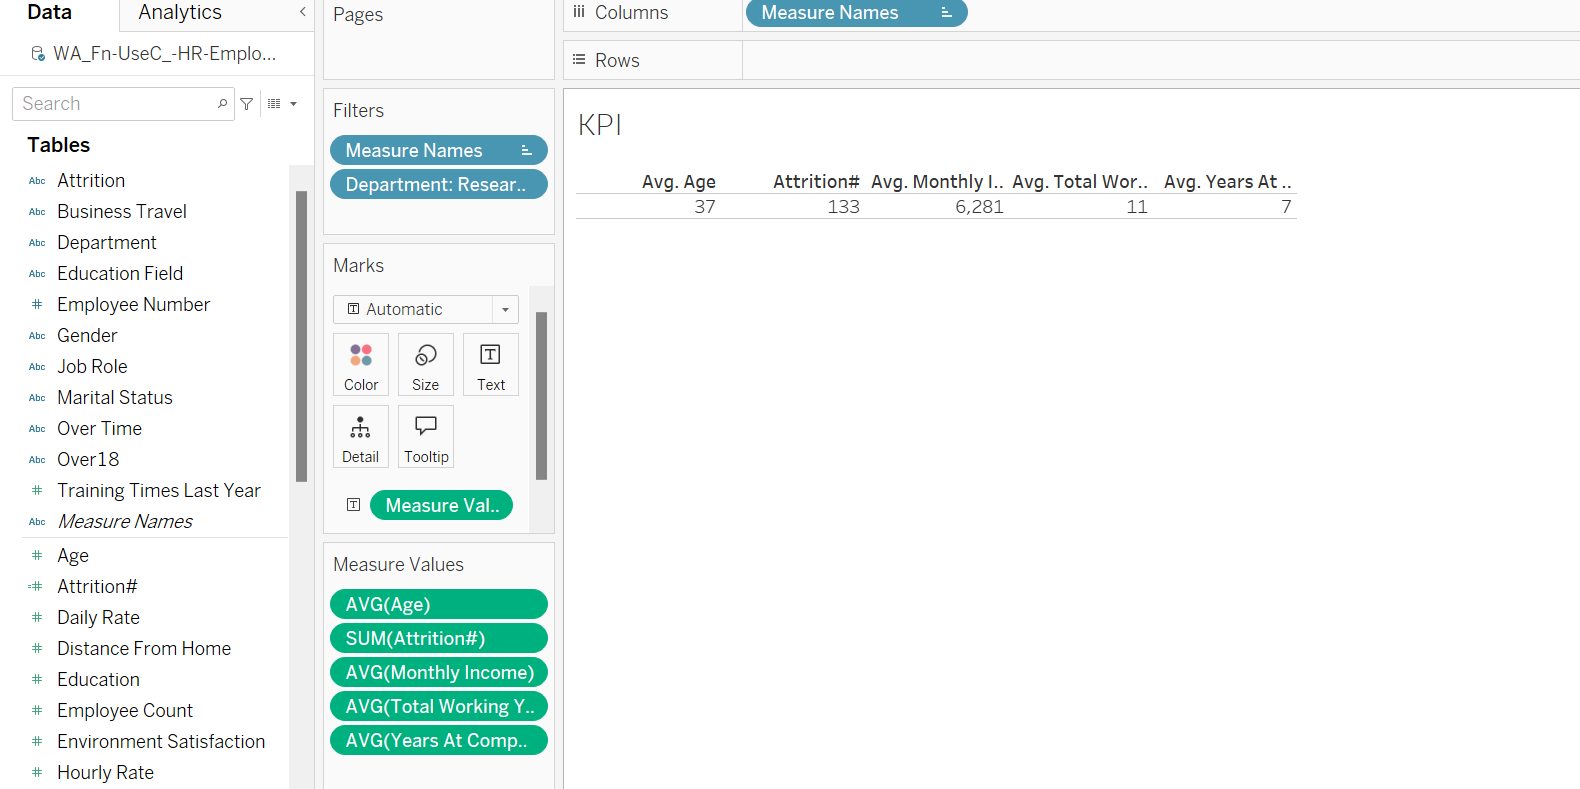 Data
Analytics
WA_Fn-UseC_-HR-Emplo...
Search
Tables
Abc Attrition
Abc Business Travel
Abc Department
Abc Education Field
# Employee Number
Abc Gender
Abc Job Role
Abc Marital Status
Abc Over Time
Abc Over18
# Training Times Last Year
Abc Measure Names
# Age
=# Attrition#
# Daily Rate
# Distance From Home
# Education
# Employee Count
# Environment Satisfaction
# Hourly Rate
Pages
Filters
Measure Names
Department: Resear..
Marks
Automatic
Color Size Text
Detail Tooltip
Measure Val..
Measure Values
AVG(Age)
SUM(Attrition#)
AVG(Monthly Income)
AVG(Total Working Y..
AVG(Years At Comp..
Columns
Measure Names
Rows
KPI
Avg. Age Attrition# Avg. Monthly I.. Avg. Total Wor.. Avg. Years At ..
37 133 6,281 11 7